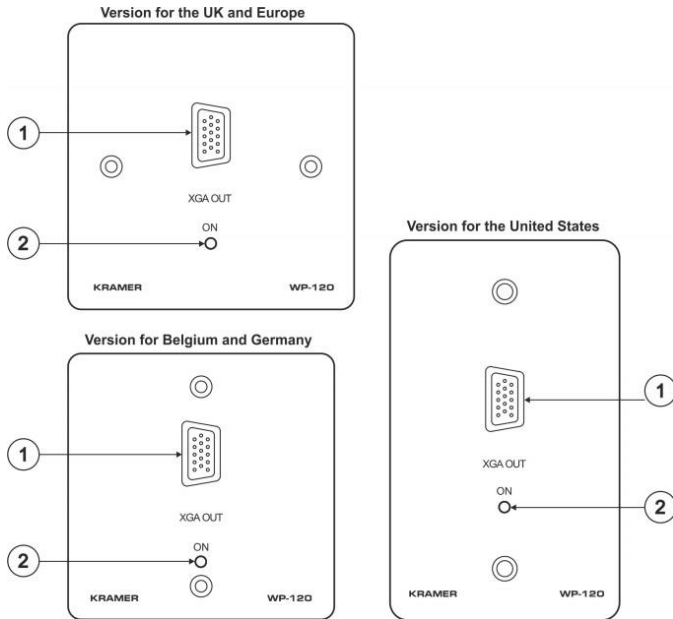 Version for the UK and Europe
1
XGA OUT
2
ON
KRAMER WP-120
Version for Belgium and Germany
1
XGA OUT
2
ON
KRAMER WP-120
Version for the United States
1
XGA OUT
ON
2
KRAMER WP-120